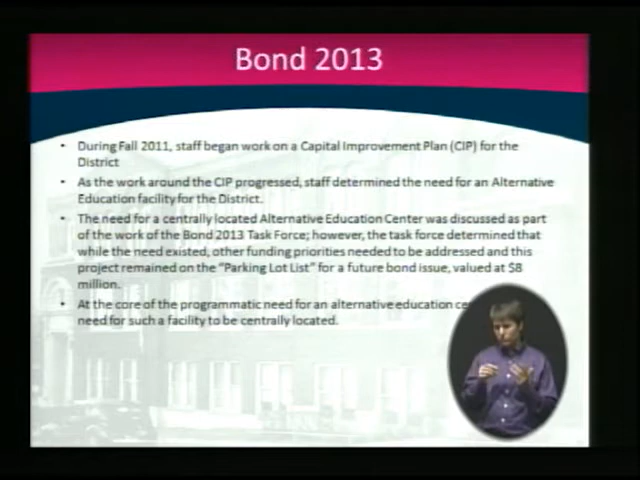 Bond 2013
• During Fall 2011, staff began work on a Capital Improvement Plan (CIP) for the
District
• As the work around the CIP progressed, staff determined the need for an Alternative
Education facility for the District.
• The need for a centrally located Alternative Education Center was discussed as part
of the work of the Bond 2013 Task Force; however, the task force determined that
while the need existed, other funding priorities needed to be addressed and this
project remained on the "Parking Lot List" for a future bond issue, valued at $8
million.
• At the core of the programmatic need for an alternative education
need for such a facility to be centrally located.